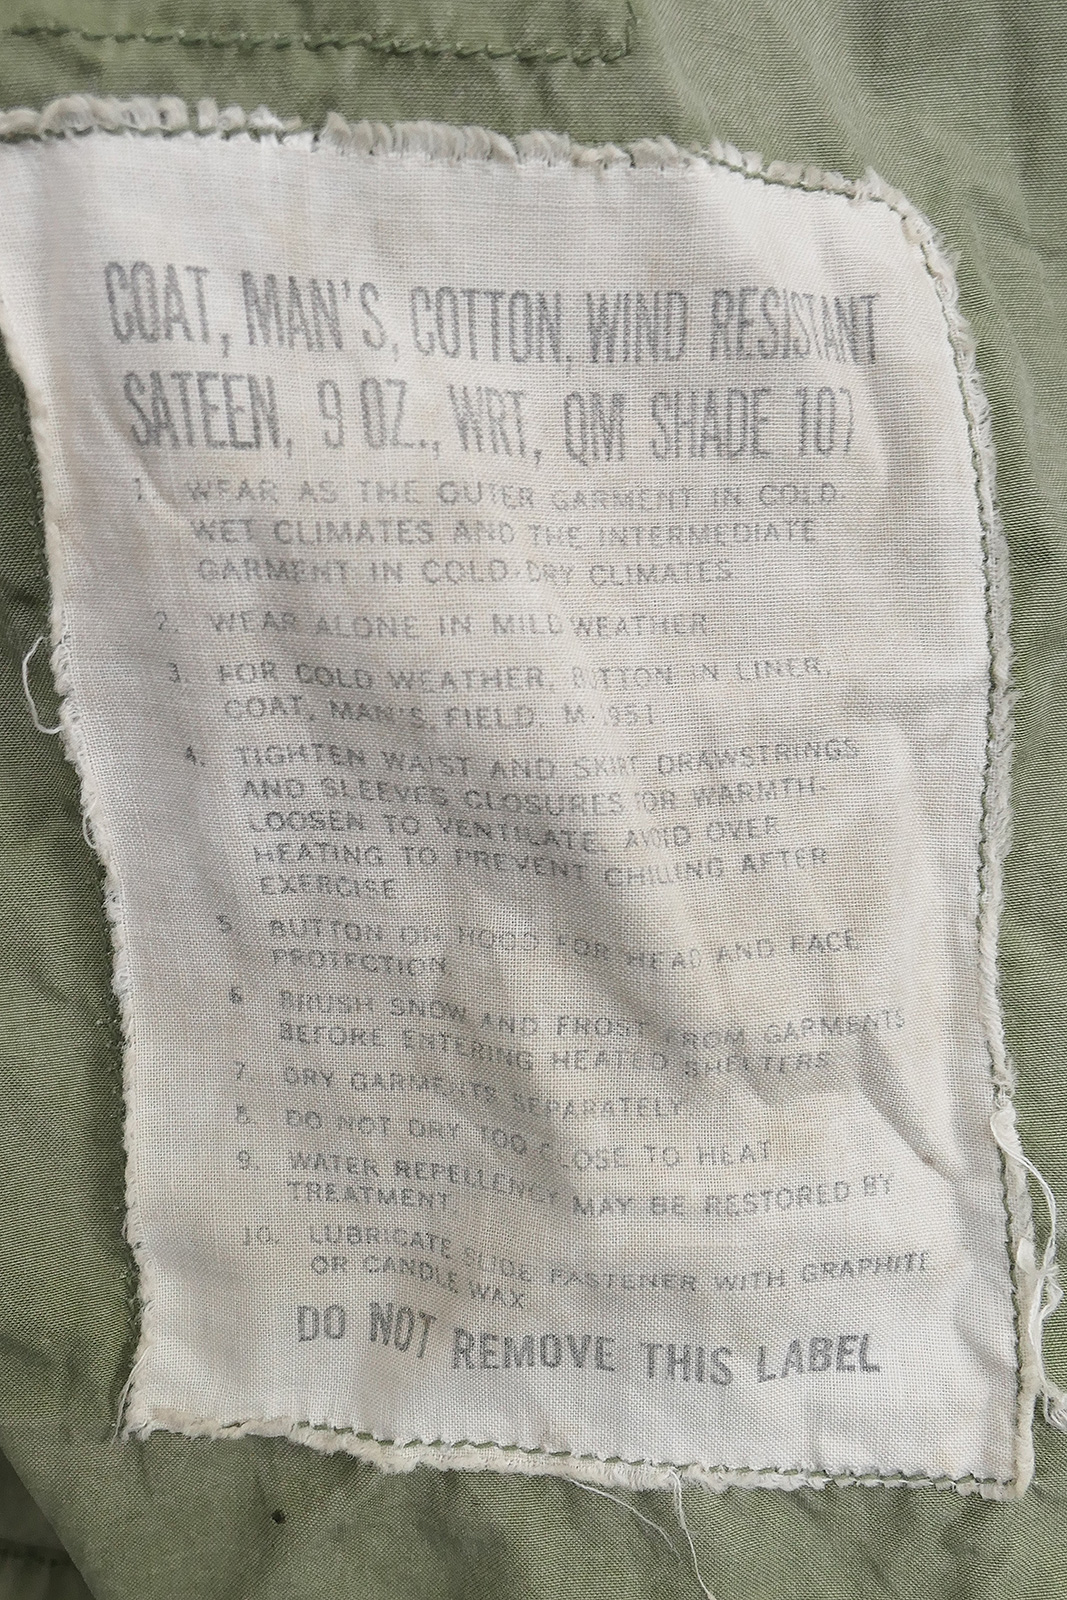 COAT, MAN'S, COTTON, WIND RESISTANT
SATEEN, 9 OZ., WRT, QM SHADE 107
1. WEAR AS THE OUTER GARMENT IN COLD-
WET CLIMATES AND THE INTERMEDIATE
GARMENT IN COLD-DRY CLIMATES
2. WEAR ALONE IN MILD WEATHER
3. FOR COLD WEATHER, BUTTON IN LINER,
COAT, MAN'S, FIELD, M-1951
4. TIGHTEN WAIST AND SKIRT DRAWSTRINGS
AND SLEEVES CLOSURES FOR WARMTH-
LOOSEN TO VENTILATE. AVOID OVER
HEATING TO PREVENT CHILLING AFTER
EXERCISE
5. BUTTON ON HOOD FOR HEAD AND FACE
PROTECTION.
6. BRUSH SNOW AND FROST FROM GARMENTS
BEFORE ENTERING HEATED SHELTERS
7. DRY GARMENTS SEPARATELY
8. DO NOT DRY TOO CLOSE TO HEAT
9. WATER REPELLENCY MAY BE RESTORED BY
TREATMENT
10. LUBRICATE SLIDE FASTENER WITH GRAPHITE
OR CANDLE WAX
DO NOT REMOVE THIS LABEL